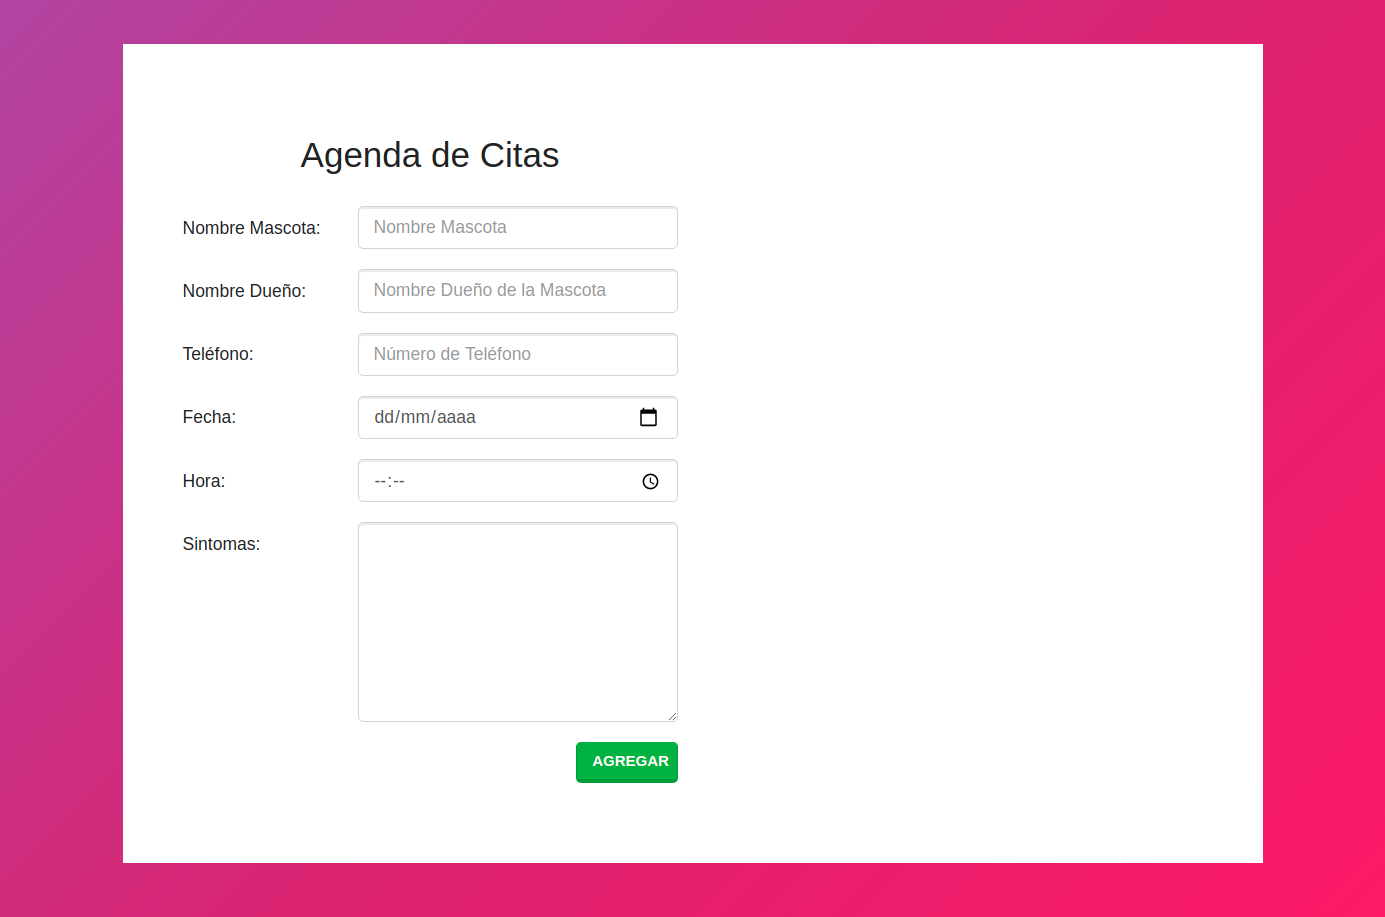 Agenda de Citas
Nombre Mascota: Nombre Mascota
Nombre Dueño: Nombre Dueño de la Mascota
Teléfono: Número de Teléfono
Fecha: dd/mm/aaaa
Hora: --:--
Sintomas:
AGREGAR